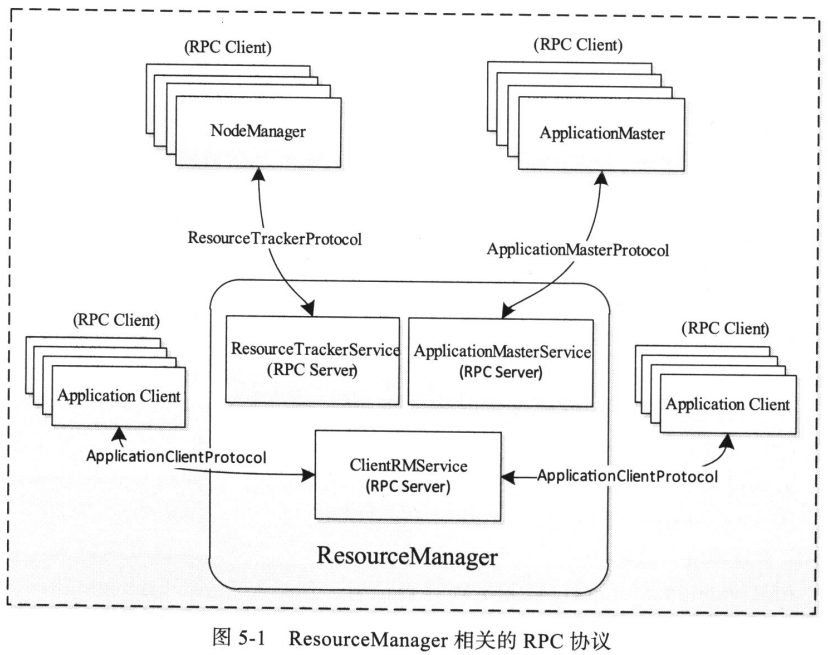 (RPC Client)
(RPC Client)
NodeManager
ApplicationMaster
ResourceTrackerProtocol
ApplicationMasterProtocol
(RPC Client)
(RPC Client)
ResourceTrackerService
(RPC Server)
ApplicationMasterService
(RPC Server)
Application Client
Application Client
ApplicationClientProtocol
ClientRMService
(RPC Server)
ApplicationClientProtocol
ResourceManager
图 5-1 ResourceManager 相关的 RPC 协议